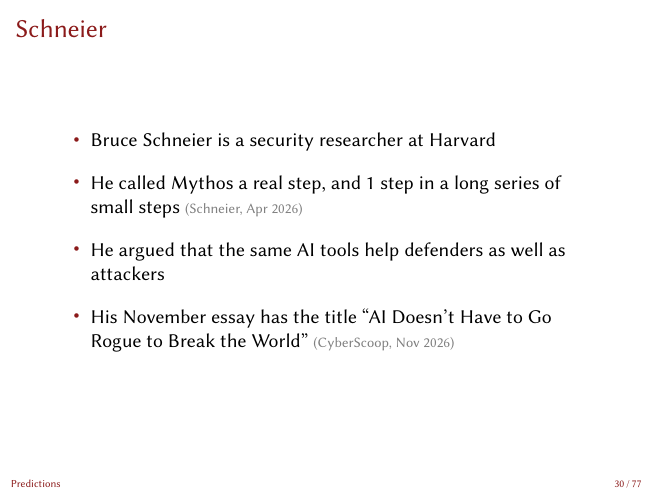 Schneier
• Bruce Schneier is a security researcher at Harvard
• He called Mythos a real step, and 1 step in a long series of
small steps (Schneier, Apr 2026)
• He argued that the same AI tools help defenders as well as
attackers
• His November essay has the title “AI Doesn’t Have to Go
Rogue to Break the World” (CyberScoop, Nov 2026)
Predictions
30 / 77